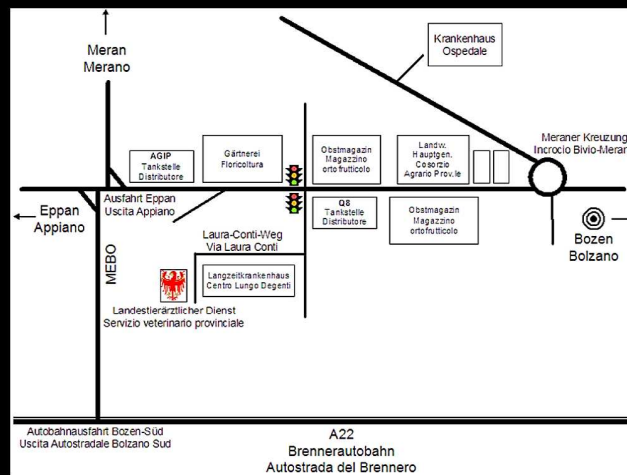 Meran
Merano
Krankenhaus
Ospedale
AGIP
Tankstelle
Distributore
Gärtnerei
Floricoltura
Obstmagazin
Magazzino
ortofrutticolo
Landw.
Hauptgen.
Cosorzio
Agrario Prov.le
Meraner Kreuzung
Incrocio Bivio-Meran
Eppan
Appiano
Ausfahrt Eppan
Uscita Appiano
Q8
Tankstelle
Distributore
Obstmagazin
Magazzino
ortofrutticolo
Bozen
Bolzano
Laura-Conti-Weg
Via Laura Conti
MEBO
Langzeitkrankenhaus
Centro Lungo Degenti
Landestierärztlicher Dienst
Servizio veterinario provinciale
Autobahnausfahrt Bozen-Süd
Uscita Autostradale Bolzano Sud
A22
Brennerautobahn
Autostrada del Brennero